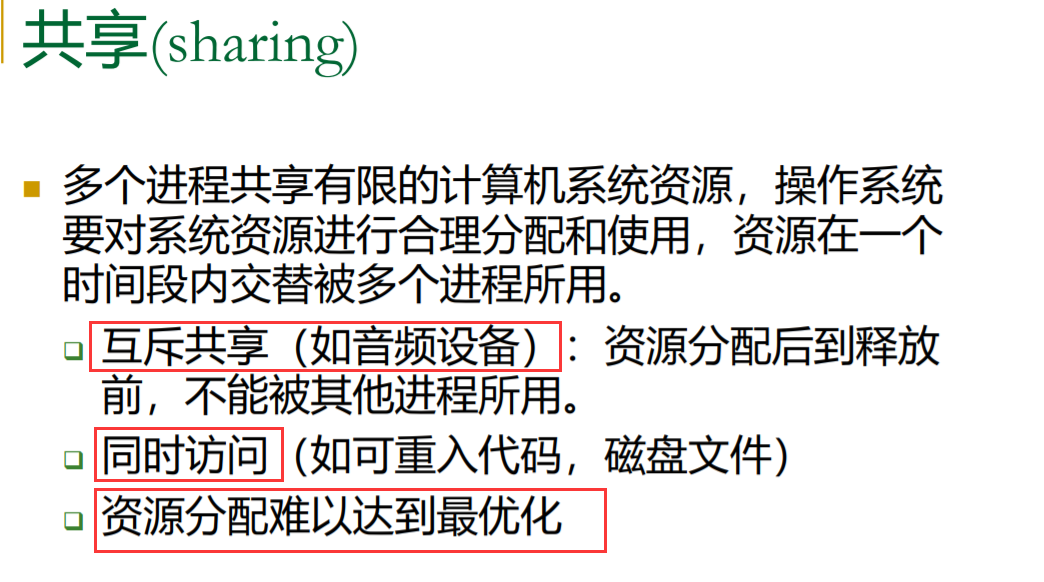 共享(sharing)
多个进程共享有限的计算机系统资源，操作系统
要对系统资源进行合理分配和使用，资源在一个
时间段内交替被多个进程所用。
互斥共享（如音频设备）：资源分配后到释放
前，不能被其他进程所用。
同时访问（如可重入代码，磁盘文件）
资源分配难以达到最优化